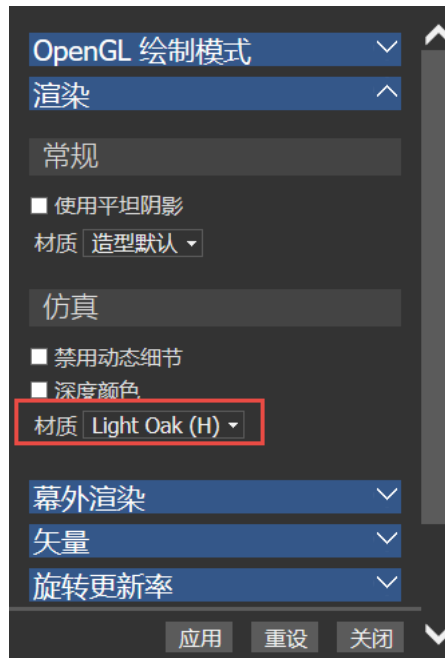 OpenGL 绘制模式
渲染
常规
使用平坦阴影
材质 造型默认
仿真
禁用动态细节
深度颜色
材质 Light Oak (H)
幕外渲染
矢量
旋转更新率
应用 重设 关闭